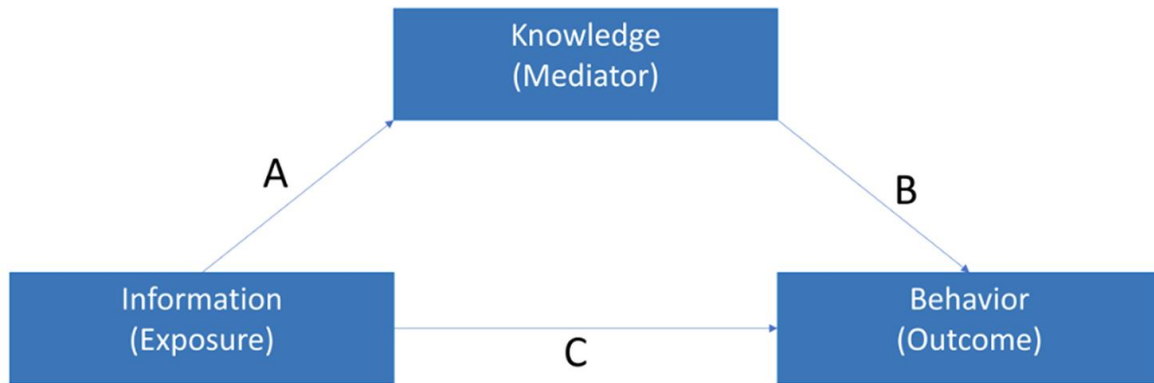 Knowledge
(Mediator)
A
B
Information
(Exposure)
C
Behavior
(Outcome)